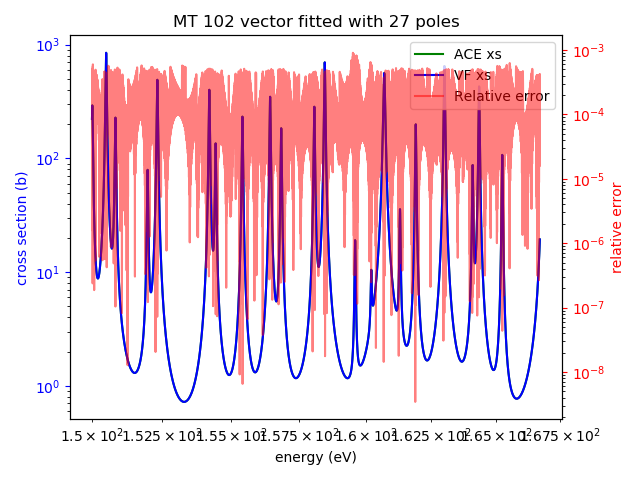 MT 102 vector fitted with 27 poles
ACE xs
VF xs
Relative error
cross section (b)
10³
10²
10¹
10⁰
10⁻³
10⁻⁴
10⁻⁵
10⁻⁶
10⁻⁷
10⁻⁸
relative error
1.5 × 10² 1.525 × 10² 1.55 × 10² 1.575 × 10² 1.6 × 10² 1.625 × 10² 1.65 × 10² 1.675 × 10²
energy (eV)